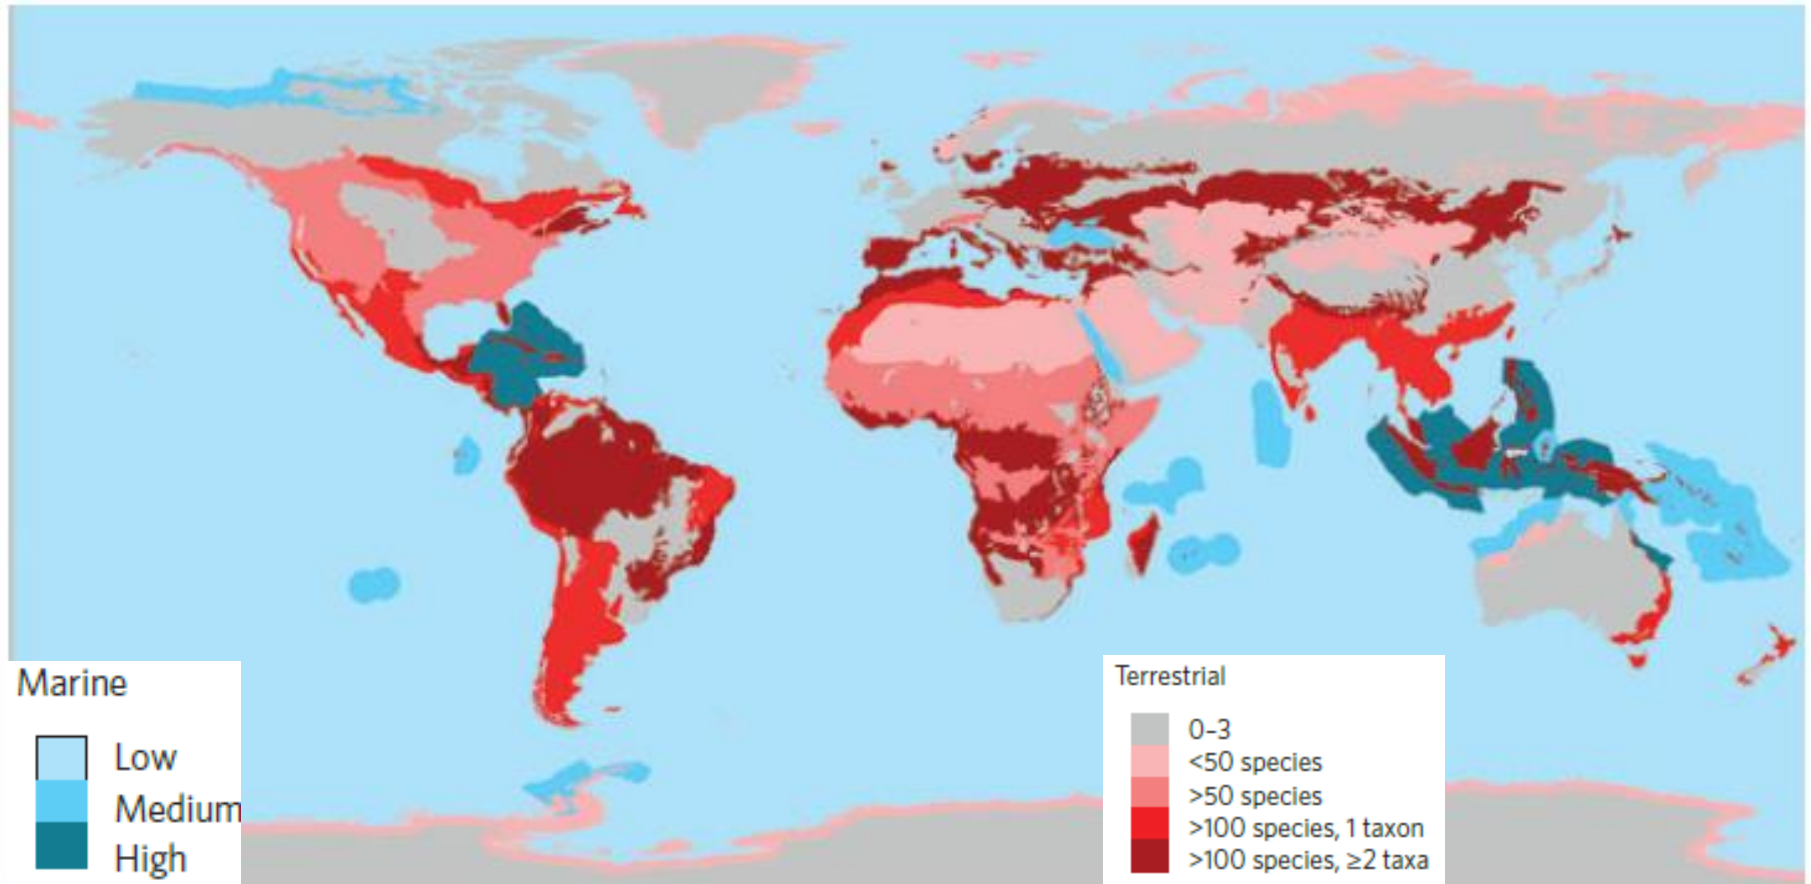 Marine
Low
Medium
High
Terrestrial
0–3
<50 species
>50 species
>100 species, 1 taxon
>100 species, ≥2 taxa